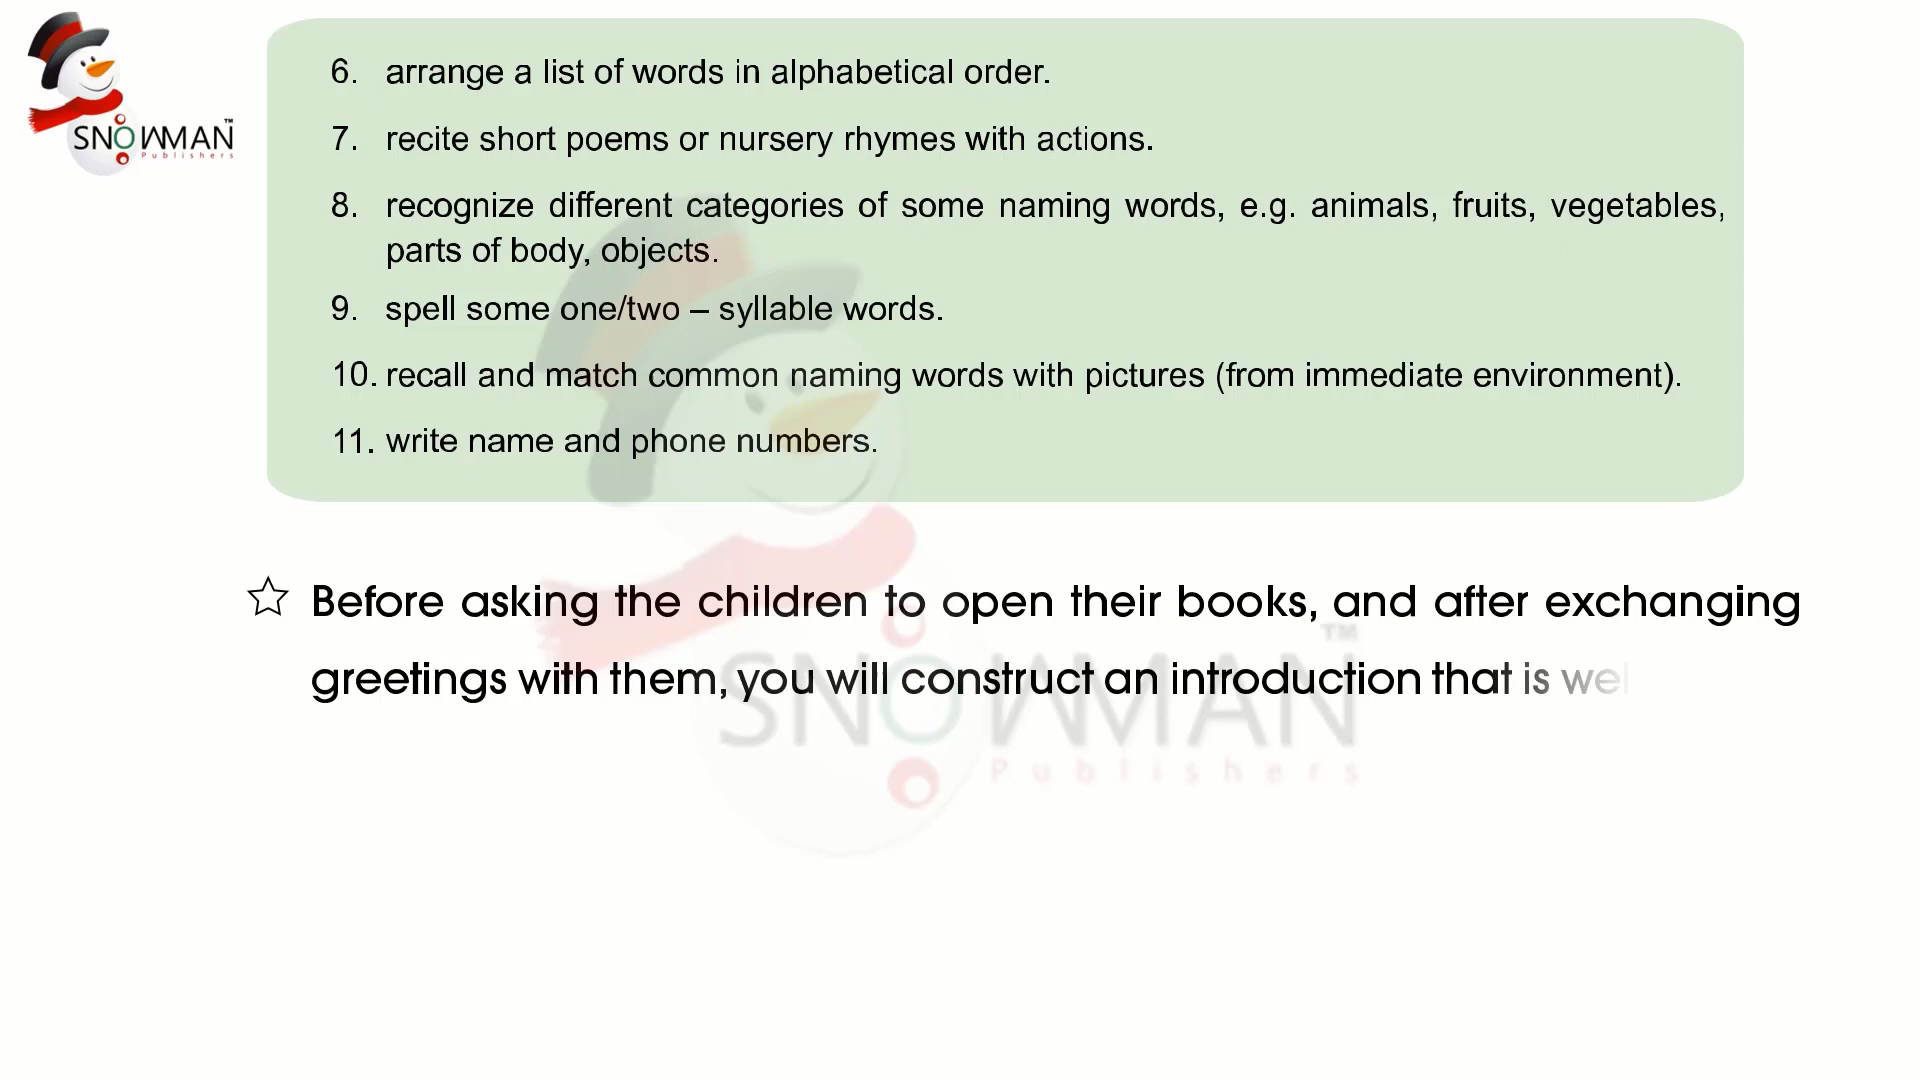 SNOWMAN™
Publishers
6. arrange a list of words in alphabetical order.
7. recite short poems or nursery rhymes with actions.
8. recognize different categories of some naming words, e.g. animals, fruits, vegetables,
parts of body, objects.
9. spell some one/two – syllable words.
10. recall and match common naming words with pictures (from immediate environment).
11. write name and phone numbers.
☆ Before asking the children to open their books, and after exchanging
greetings with them, you will construct an introduction that is
SNOWMAN™
Publishers